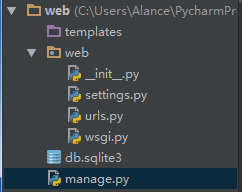 web (C:\Users\Alance\PycharmPr
templates
web
__init__.py
settings.py
urls.py
wsgi.py
db.sqlite3
manage.py